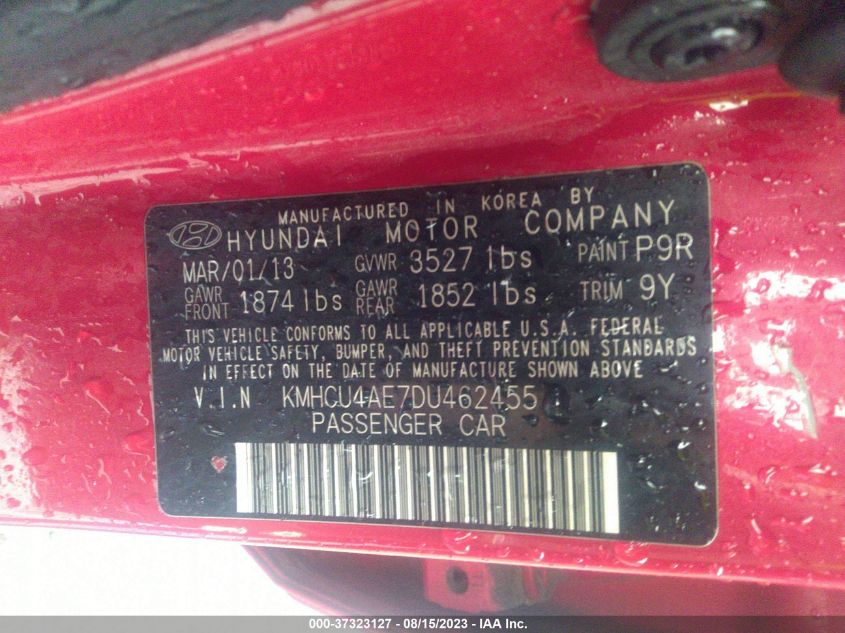 MANUFACTURED IN KOREA BY
HYUNDAI MOTOR COMPANY
MAR/01/13 GVWR 3527 lbs PAINT P9R
GAWR FRONT 1874 lbs GAWR REAR 1852 lbs TRIM 9Y
THIS VEHICLE CONFORMS TO ALL APPLICABLE U.S.A. FEDERAL
MOTOR VEHICLE SAFETY, BUMPER, AND THEFT PREVENTION STANDARDS
IN EFFECT ON THE DATE OF MANUFACTURE SHOWN ABOVE.
V.I.N KMHCU4AE7DU462455
PASSENGER CAR
000-37323127 - 08/15/2023 - IAA Inc.